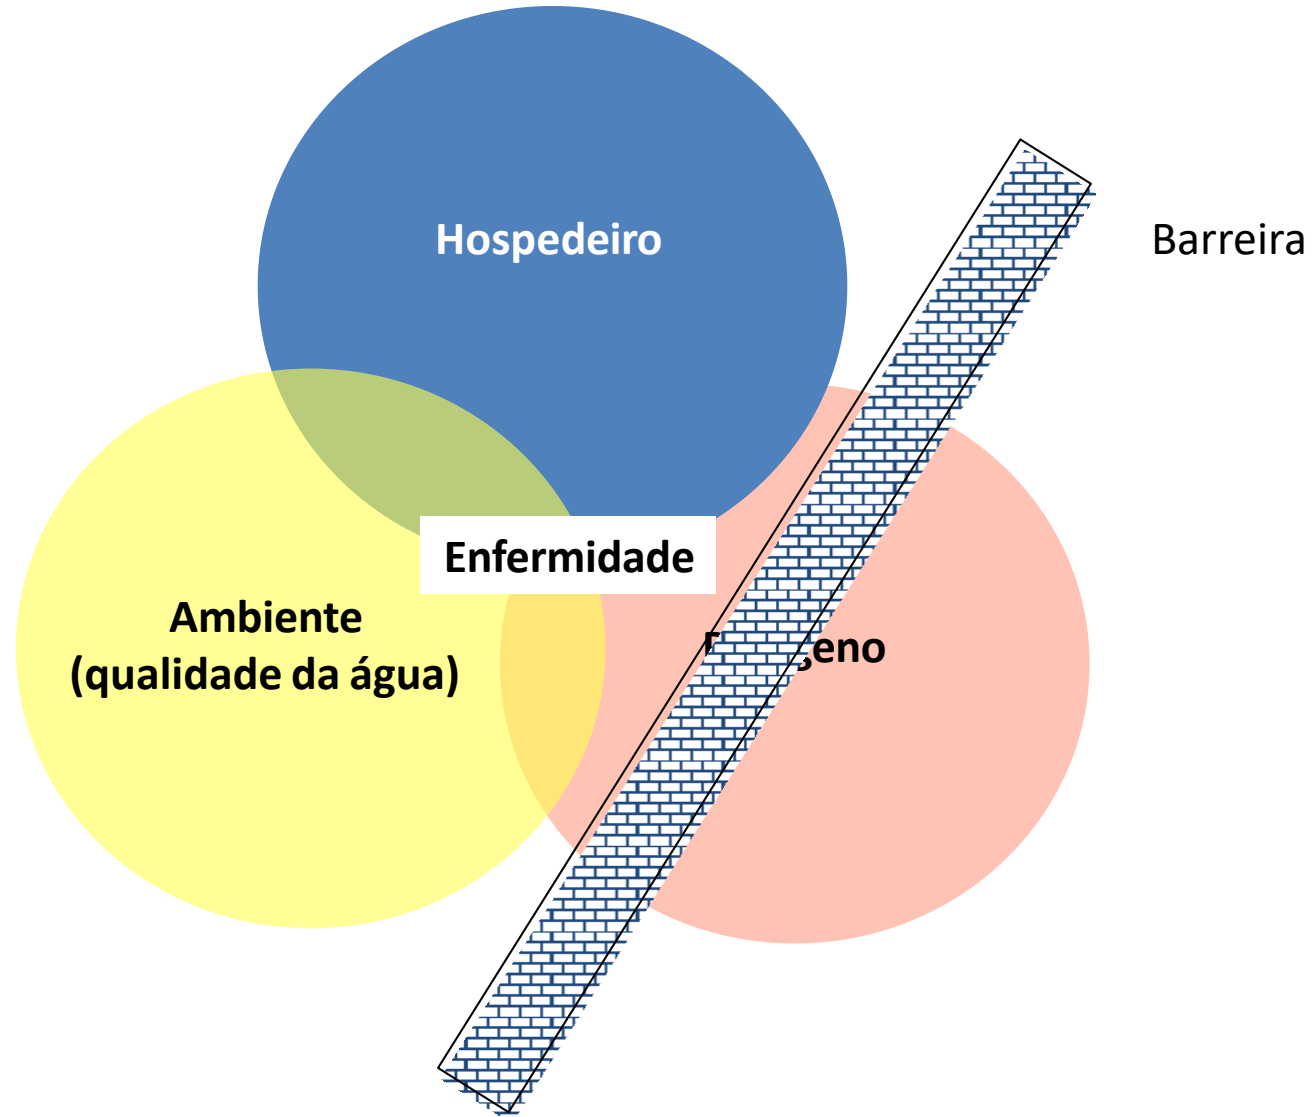 Hospedeiro
Barreira
Enfermidade
Ambiente
(qualidade da água)